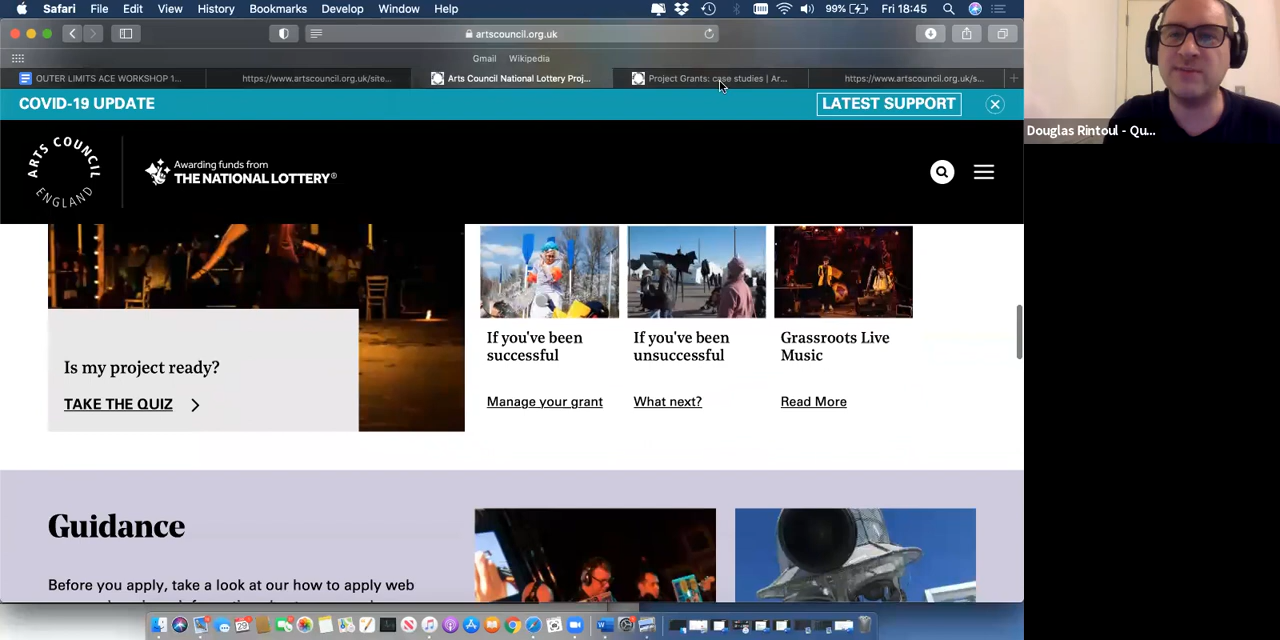 Safari File Edit View History Bookmarks Develop Window Help 99% Fri 18:45
artscouncil.org.uk
Gmail Wikipedia
OUTER LIMITS ACE WORKSHOP 1... https://www.artscouncil.org.uk/site... Arts Council National Lottery Proj... Project Grants: case studies | Ar... https://www.artscouncil.org.uk/s...
COVID-19 UPDATE LATEST SUPPORT
ARTS COUNCIL ENGLAND
Awarding funds from
THE NATIONAL LOTTERY®
Douglas Rintoul - Qu...
Is my project ready?
TAKE THE QUIZ
If you've been
successful
Manage your grant
If you've been
unsuccessful
What next?
Grassroots Live
Music
Read More
Guidance
Before you apply, take a look at our how to apply web